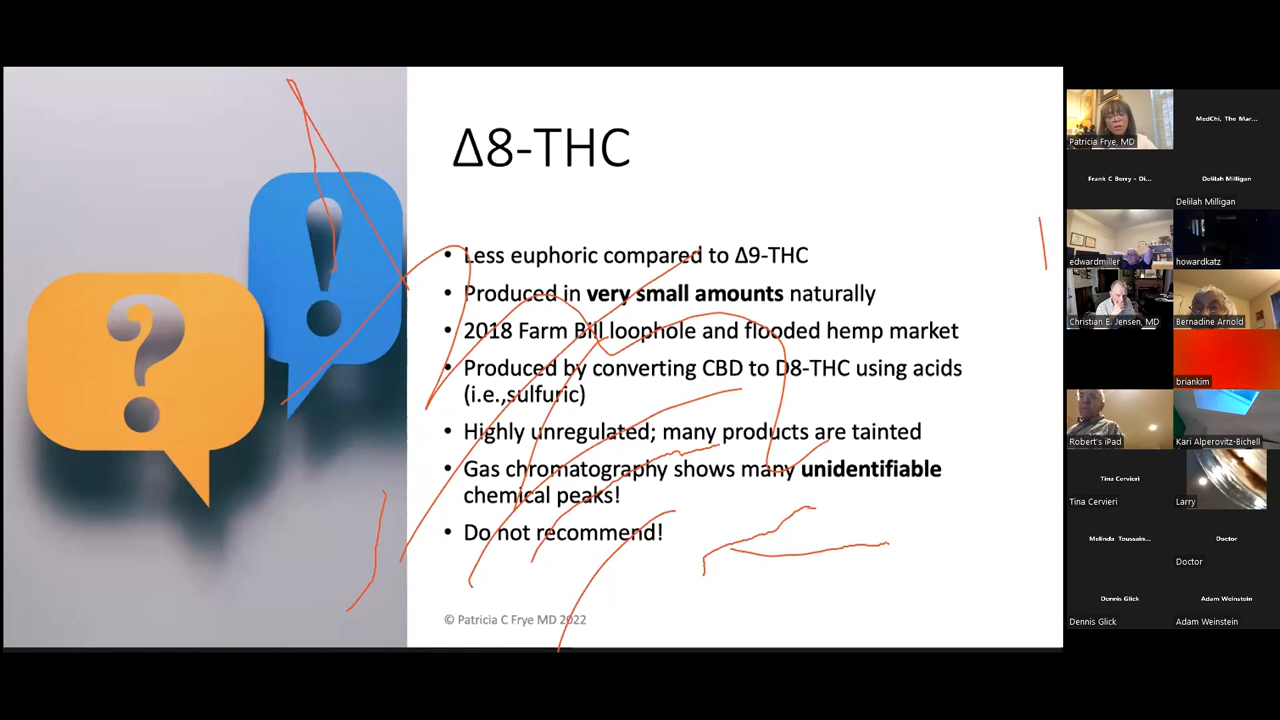 Δ8-THC
• Less euphoric compared to Δ9-THC
• Produced in very small amounts naturally
• 2018 Farm Bill loophole and flooded hemp market
• Produced by converting CBD to D8-THC using acids
(i.e.,sulfuric)
• Highly unregulated; many products are tainted
• Gas chromatography shows many unidentifiable
chemical peaks!
• Do not recommend!
© Patricia C Frye MD 2022
?
!
Patricia Frye, MD
MedChi, The Mar...
Frank C Berry - Di...
Delilah Milligan
Delilah Milligan
edwardmiller
howardkatz
Christian E. Jensen, MD
Bernadine Arnold
briankim
Robert's iPad
Kari Alperovitz-Bichell
Tina Cervieri
Tina Cervieri
Larry
Melinda Toussain...
Doctor
Doctor
Dennis Glick
Adam Weinstein
Dennis Glick
Adam Weinstein